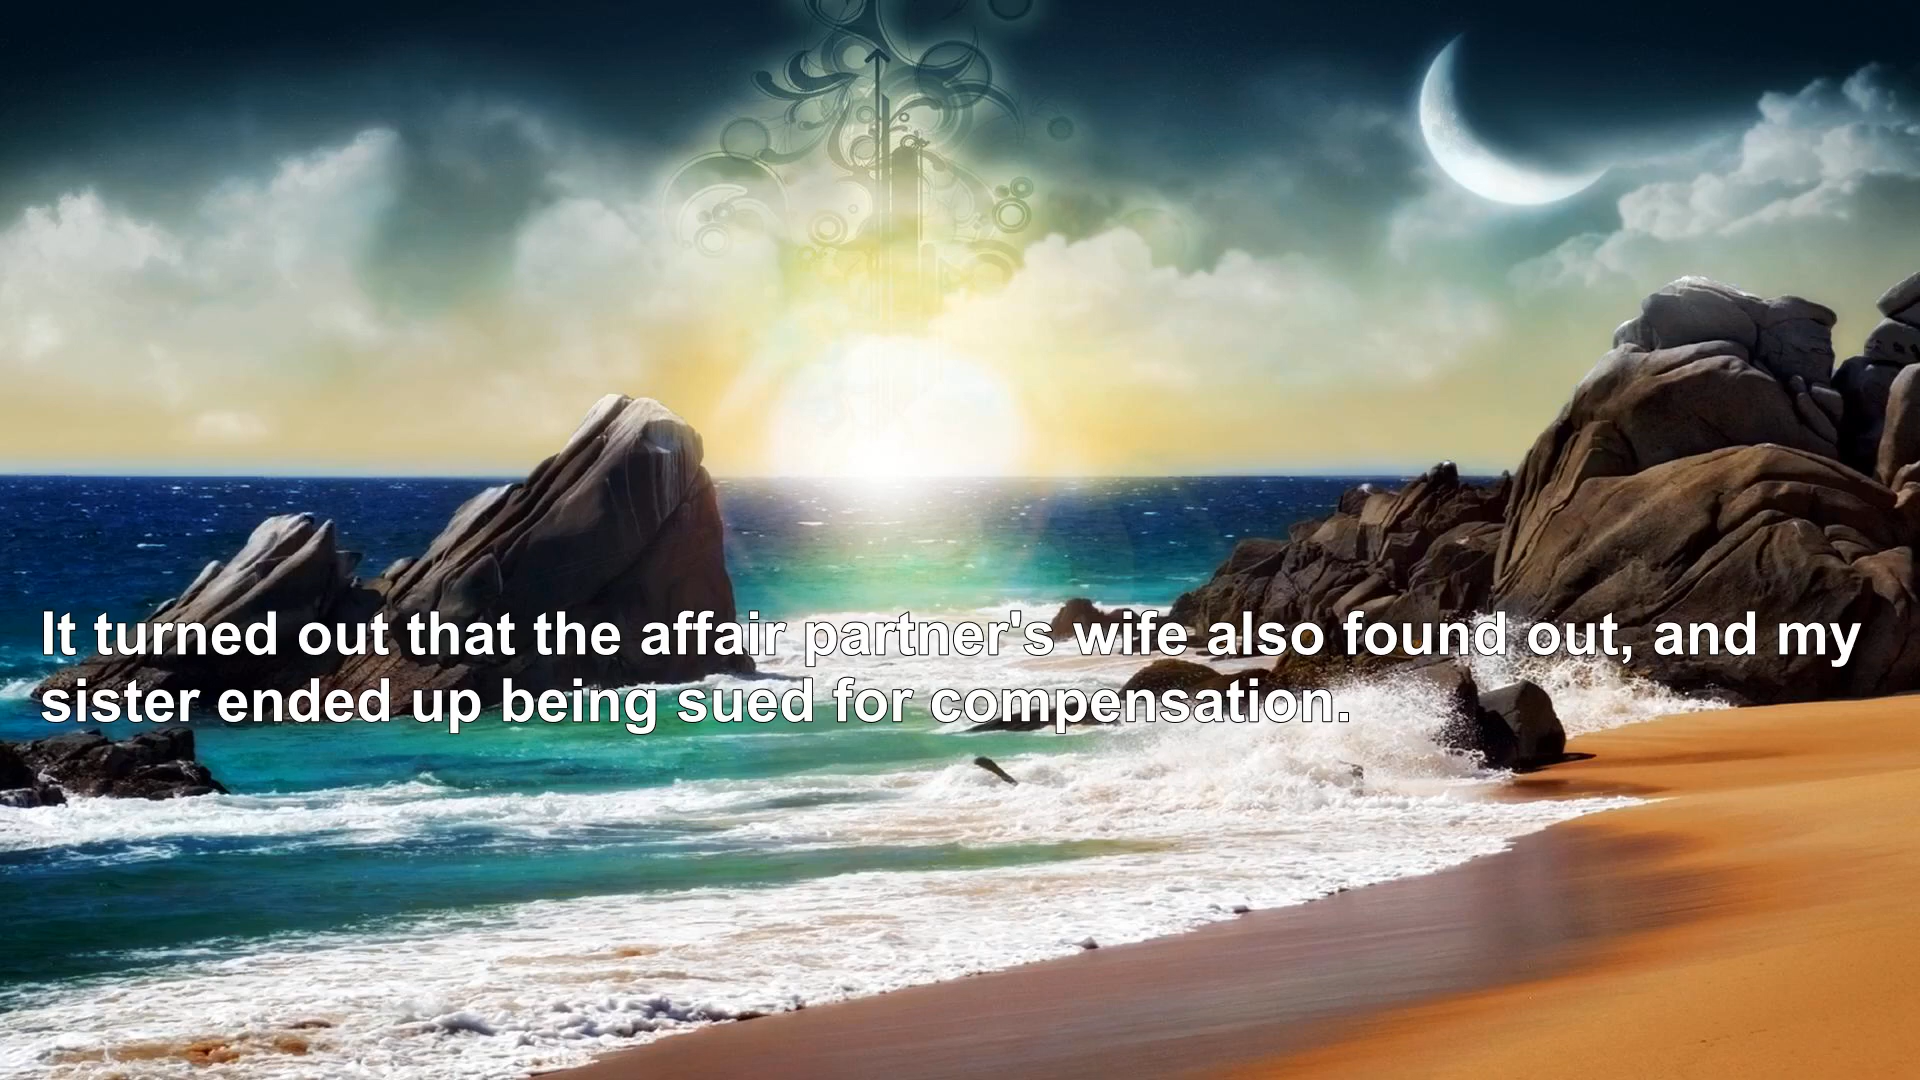 It turned out that the affair partner's wife also found out, and my
sister ended up being sued for compensation.